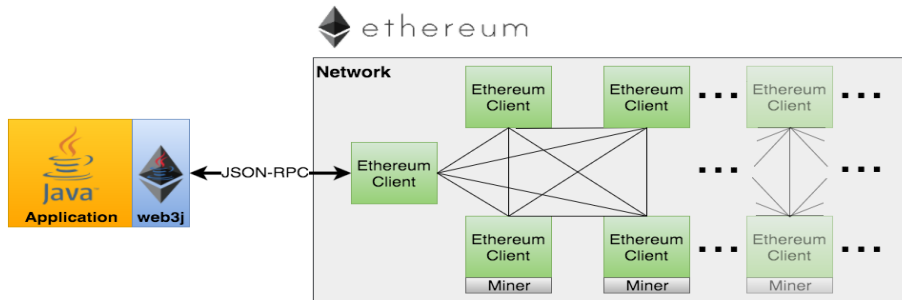 ethereum
Network
Ethereum
Client
Ethereum
Client
Ethereum
Client
Ethereum
Client
JSON-RPC
Java™
Application
web3j
Ethereum
Client
Ethereum
Client
Ethereum
Client
Miner
Miner
Miner